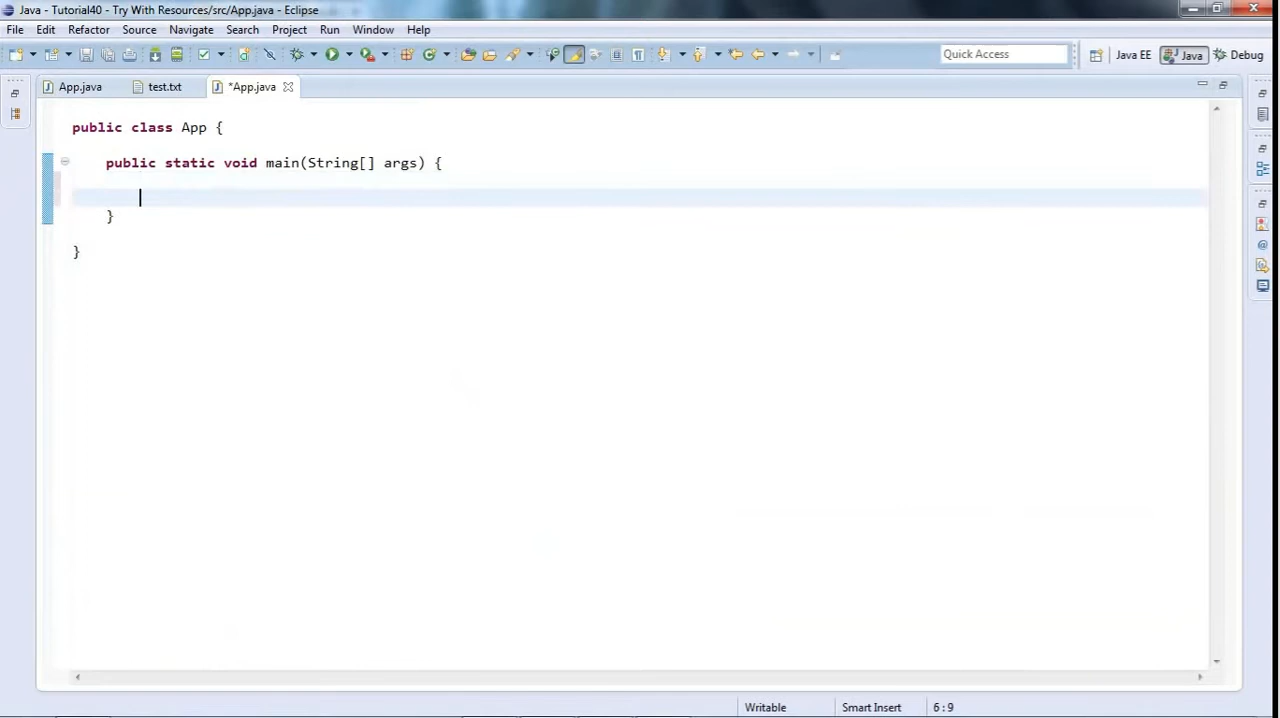 Java - Tutorial40 - Try With Resources/src/App.java - Eclipse
File Edit Refactor Source Navigate Search Project Run Window Help
Quick Access Java EE Java Debug
App.java test.txt *App.java
public class App {
public static void main(String[] args) {
}
}
Writable Smart Insert 6 : 9